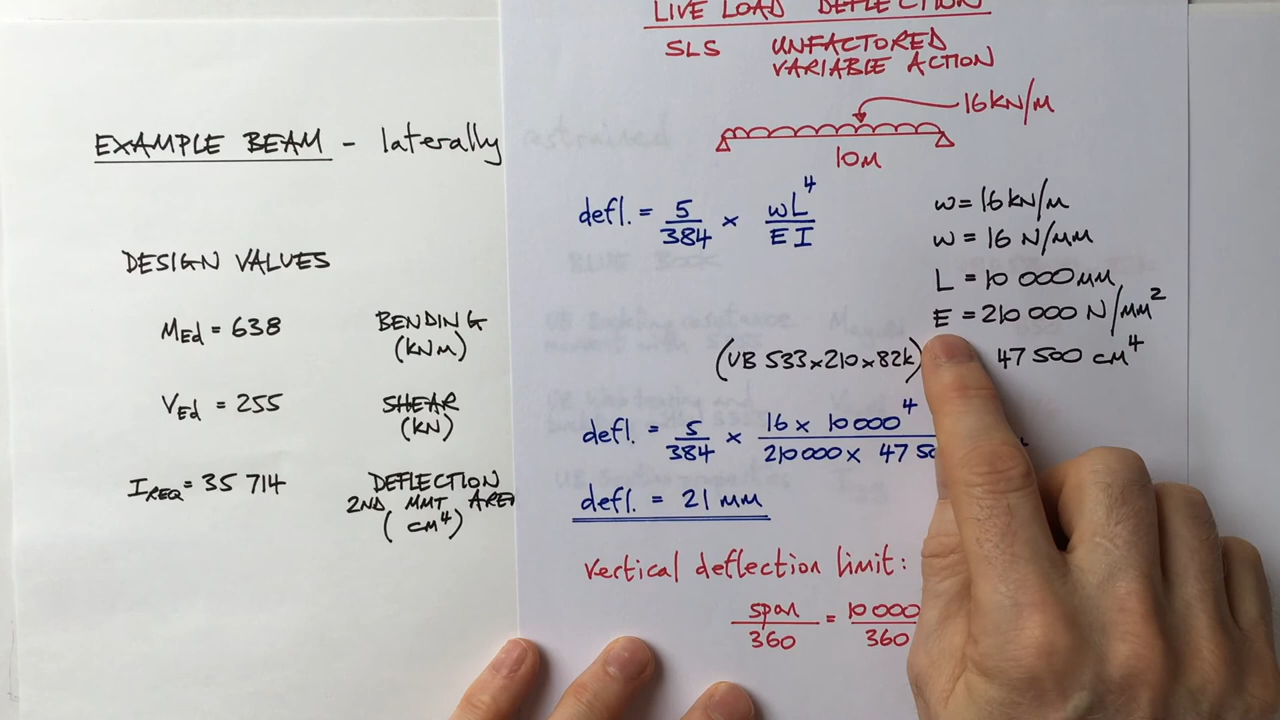 EXAMPLE BEAM - laterally
DESIGN VALUES
MEd = 638 BENDING (kNM)
VEd = 255 SHEAR (kN)
IREQ = 35 714 DEFLECTION 2ND MMT AREA (cm⁴)
LIVE LOAD DEFLECTION
SLS UNFACTORED
VARIABLE ACTION
16kN/M
10M
defl. = 5/384 × wL⁴/EI
w = 16 kN/M
w = 16 N/MM
L = 10 000 MM
E = 210 000 N/MM²
(UB 533×210×82k) 47 500 cm⁴
defl. = 5/384 × 16 × 10 000⁴ / 210 000 × 47 50
defl. = 21 MM
vertical deflection limit:
span/360 = 10 000/360